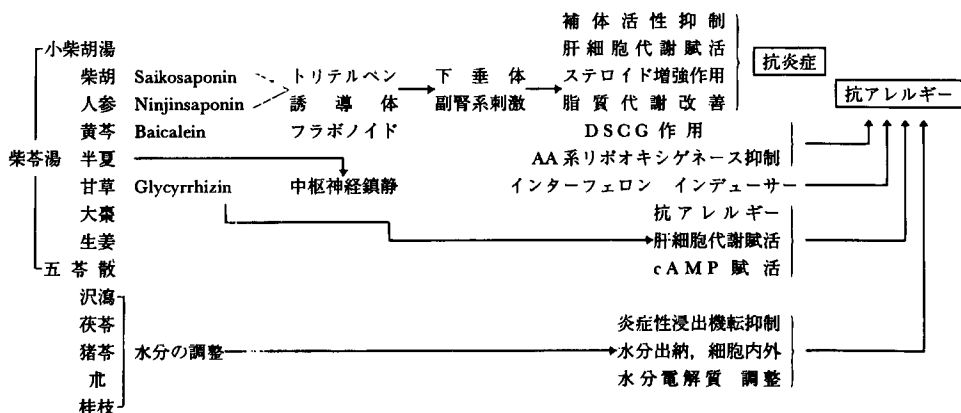 補体活性抑制
小柴胡湯 肝細胞代謝賦活 抗炎症
柴胡 Saikosaponin トリテルペン 下垂体 ステロイド増強作用
人参 Ninjinsaponin 誘導体 副腎系刺激 脂質代謝改善 抗アレルギー
黄芩 Baicalein フラボノイド DSCG作用
柴苓湯 半夏 AA系リポオキシゲネース抑制
甘草 Glycyrrhizin 中枢神経鎮静 インターフェロン インデューサー
大棗 抗アレルギー
生姜 肝細胞代謝賦活
五苓散 cAMP賦活
沢瀉
茯苓 炎症性浸出機転抑制
猪苓 水分の調整 水分出納,細胞内外
朮 水分電解質 調整
桂枝